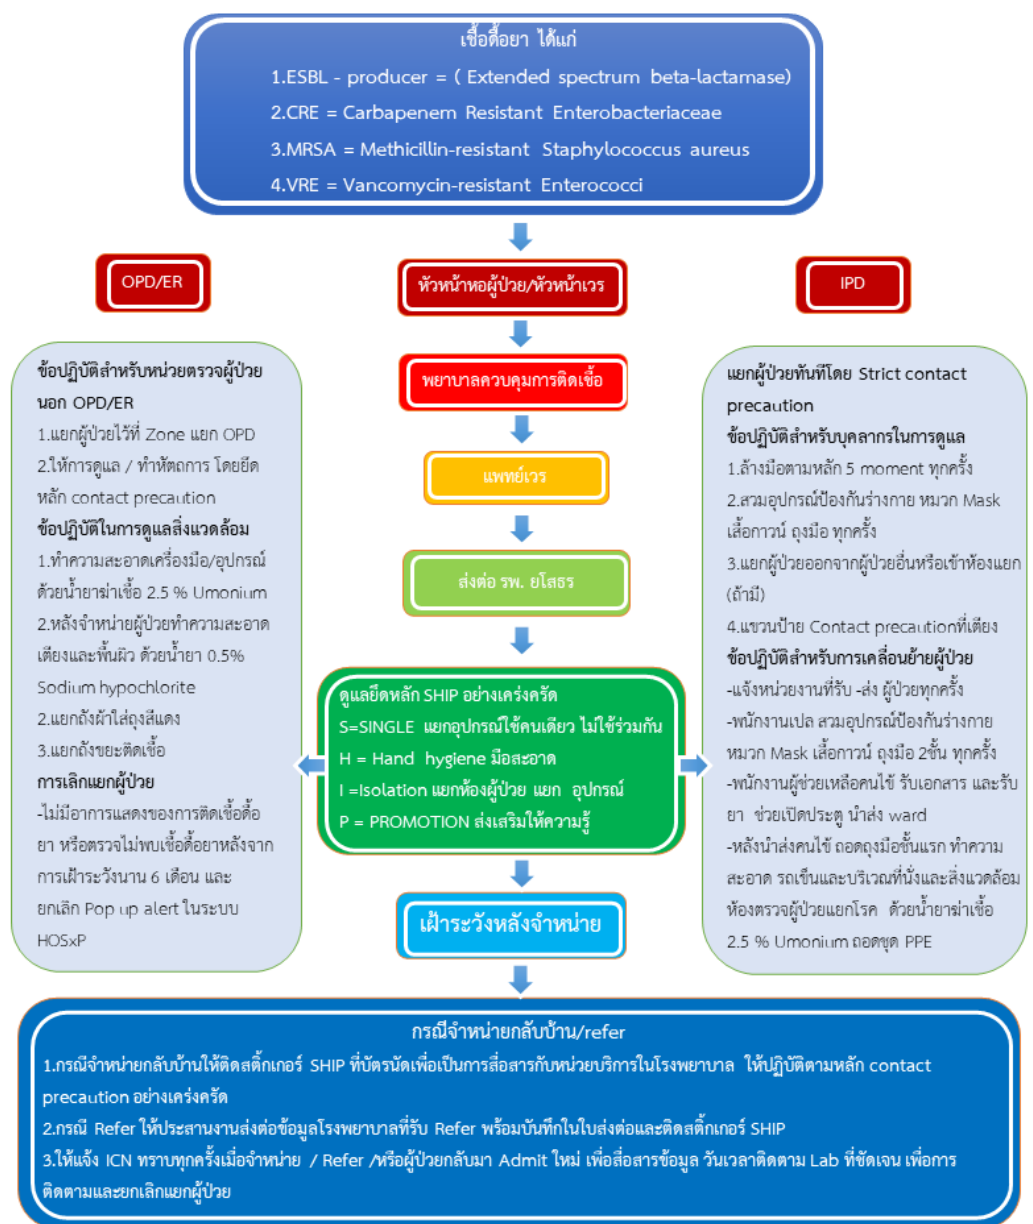 เชื้อดื้อยา ได้แก่
1.ESBL - producer = ( Extended spectrum beta-lactamase)
2.CRE = Carbapenem Resistant Enterobacteriaceae
3.MRSA = Methicillin-resistant Staphylococcus aureus
4.VRE = Vancomycin-resistant Enterococci
OPD/ER
หัวหน้าหอผู้ป่วย/หัวหน้าเวร
IPD
พยาบาลควบคุมการติดเชื้อ
แพทย์เวร
ส่งต่อ รพ. ยโสธร
ข้อปฏิบัติสำหรับหน่วยตรวจผู้ป่วย
นอก OPD/ER
1.แยกผู้ป่วยไว้ที่ Zone แยก OPD
2.ให้การดูแล / ทำหัตถการ โดยยึด
หลัก contact precaution
ข้อปฏิบัติในการดูแลสิ่งแวดล้อม
1.ทำความสะอาดเครื่องมือ/อุปกรณ์
ด้วยน้ำยาฆ่าเชื้อ 2.5 % Umonium
2.หลังจำหน่ายผู้ป่วยทำความสะอาด
เตียงและพื้นผิว ด้วยน้ำยา 0.5%
Sodium hypochlorite
2.แยกถังผ้าใส่ถุงสีแดง
3.แยกถังขยะติดเชื้อ
การเลิกแยกผู้ป่วย
-ไม่มีอาการแสดงของการติดเชื้อดื้อ
ยา หรือตรวจไม่พบเชื้อดื้อยาหลังจาก
การเฝ้าระวังนาน 6 เดือน และ
ยกเลิก Pop up alert ในระบบ
HOSxP
ดูแลยึดหลัก SHIP อย่างเคร่งครัด
S=SINGLE แยกอุปกรณ์ใช้คนเดียว ไม่ใช้ร่วมกัน
H = Hand hygiene มือสะอาด
I =Isolation แยกห้องผู้ป่วย แยก อุปกรณ์
P = PROMOTION ส่งเสริมให้ความรู้
แยกผู้ป่วยทันทีโดย Strict contact
precaution
ข้อปฏิบัติสำหรับบุคลากรในการดูแล
1.ล้างมือตามหลัก 5 moment ทุกครั้ง
2.สวมอุปกรณ์ป้องกันร่างกาย หมวก Mask
เสื้อกาวน์ ถุงมือ ทุกครั้ง
3.แยกผู้ป่วยออกจากผู้ป่วยอื่นหรือเข้าห้องแยก
(ถ้ามี)
4.แขวนป้าย Contact precautionที่เตียง
ข้อปฏิบัติสำหรับการเคลื่อนย้ายผู้ป่วย
-แจ้งหน่วยงานที่รับ -ส่ง ผู้ป่วยทุกครั้ง
-พนักงานเปล สวมอุปกรณ์ป้องกันร่างกาย
หมวก Mask เสื้อกาวน์ ถุงมือ 2ชั้น ทุกครั้ง
-พนักงานผู้ช่วยเหลือคนไข้ รับเอกสาร และรับ
ยา ช่วยเปิดประตู นำส่ง ward
-หลังนำส่งคนไข้ ถอดถุงมือชั้นแรก ทำความ
สะอาด รถเข็นและบริเวณที่นั่งและสิ่งแวดล้อม
ห้องตรวจผู้ป่วยแยกโรค ด้วยน้ำยาฆ่าเชื้อ
2.5 % Umonium ถอดชุด PPE
เฝ้าระวังหลังจำหน่าย
กรณีจำหน่ายกลับบ้าน/refer
1.กรณีจำหน่ายกลับบ้านให้ติดสติ้กเกอร์ SHIP ที่บัตรนัดเพื่อเป็นการสื่อสารกับหน่วยบริการในโรงพยาบาล ให้ปฏิบัติตามหลัก contact
precaution อย่างเคร่งครัด
2.กรณี Refer ให้ประสานงานส่งต่อข้อมูลโรงพยาบาลที่รับ Refer พร้อมบันทึกในใบส่งต่อและติดสติ้กเกอร์ SHIP
3.ให้แจ้ง ICN ทราบทุกครั้งเมื่อจำหน่าย / Refer /หรือผู้ป่วยกลับมา Admit ใหม่ เพื่อสื่อสารข้อมูล วันเวลาติดตาม Lab ที่ชัดเจน เพื่อการ
ติดตามและยกเลิกแยกผู้ป่วย